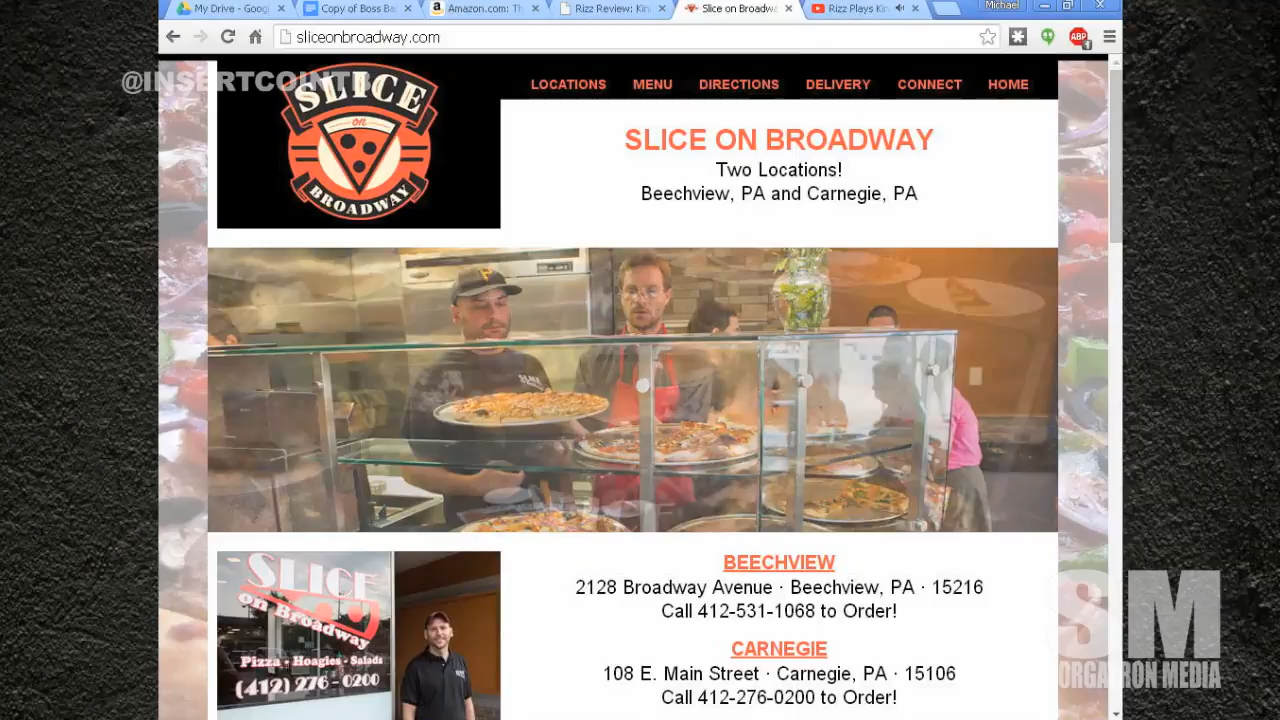 My Drive - Goog
Copy of Boss Ba
Amazon.com: Th
Rizz Review: Kin
Slice on Broadw
Rizz Plays Kin
Michael
sliceonbroadway.com
ABP
@INSERTCOINTB
SLICE
on
BROADWAY
LOCATIONS
MENU
DIRECTIONS
DELIVERY
CONNECT
HOME
SLICE ON BROADWAY
Two Locations!
Beechview, PA and Carnegie, PA
SLICE
on Broadway
Pizza - Hoagies - Salads
(412) 276-0200
BEECHVIEW
2128 Broadway Avenue · Beechview, PA · 15216
Call 412-531-1068 to Order!
CARNEGIE
108 E. Main Street · Carnegie, PA · 15106
Call 412-276-0200 to Order!
SM
ORGATRON MEDIA